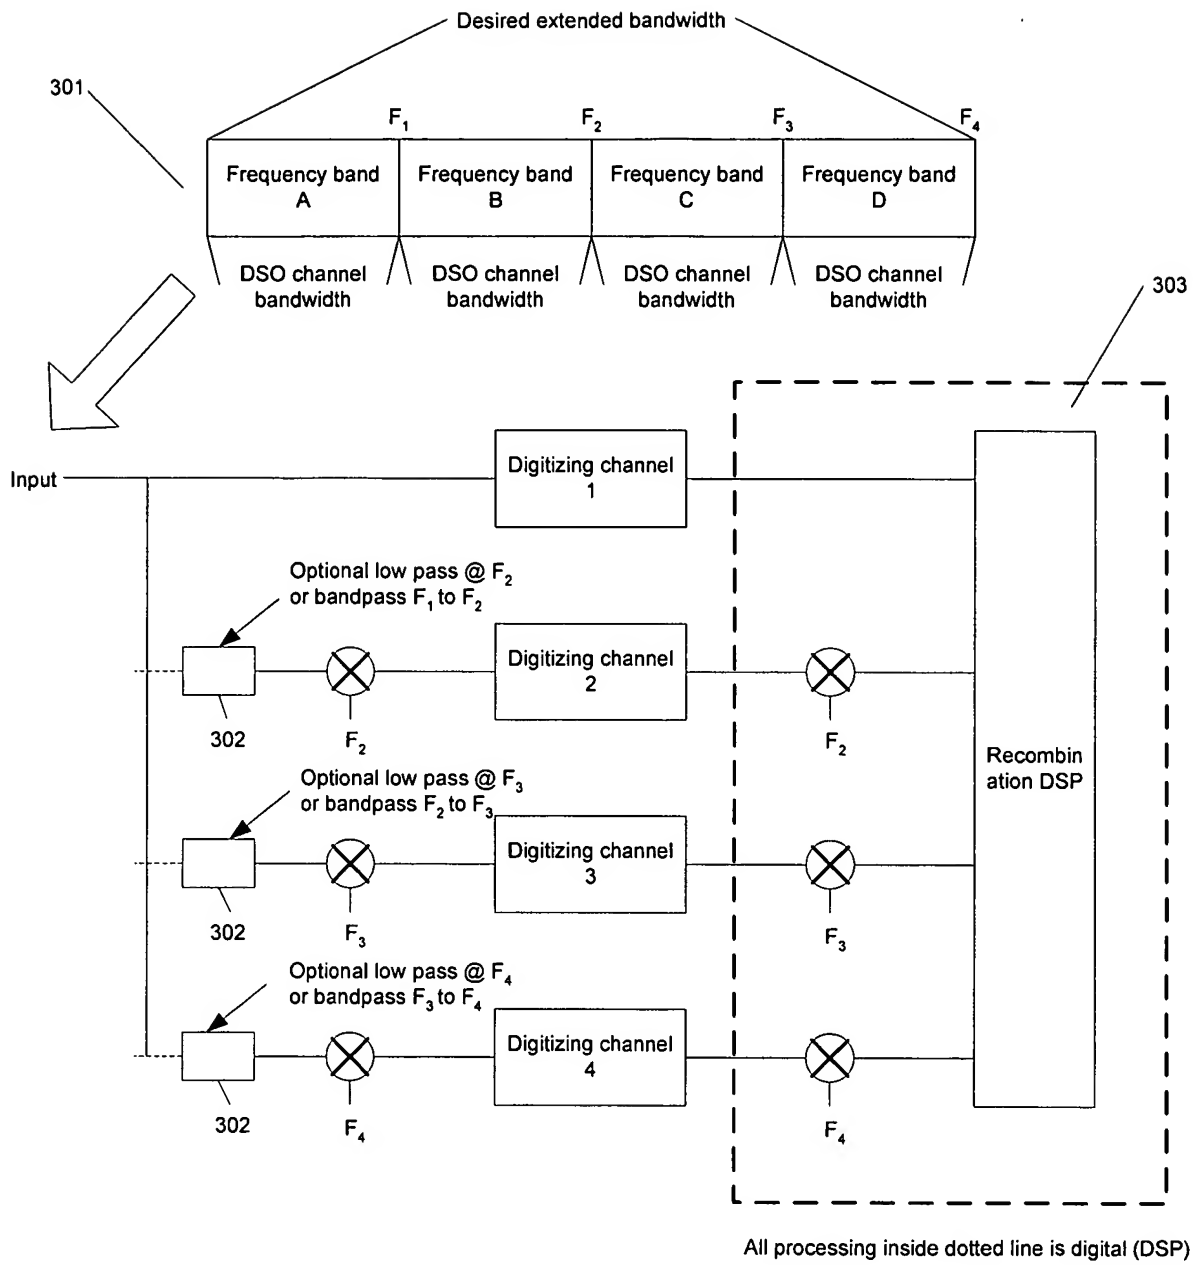 Desired extended bandwidth
301
F1 F2 F3 F4
Frequency band A
Frequency band B
Frequency band C
Frequency band D
DSO channel bandwidth
DSO channel bandwidth
DSO channel bandwidth
DSO channel bandwidth
303
Input
Digitizing channel
1
Optional low pass @ F2
or bandpass F1 to F2
302
F2
Digitizing channel
2
F2
Optional low pass @ F3
or bandpass F2 to F3
302
F3
Digitizing channel
3
F3
Optional low pass @ F4
or bandpass F3 to F4
302
F4
Digitizing channel
4
F4
Recombin
ation DSP
All processing inside dotted line is digital (DSP)